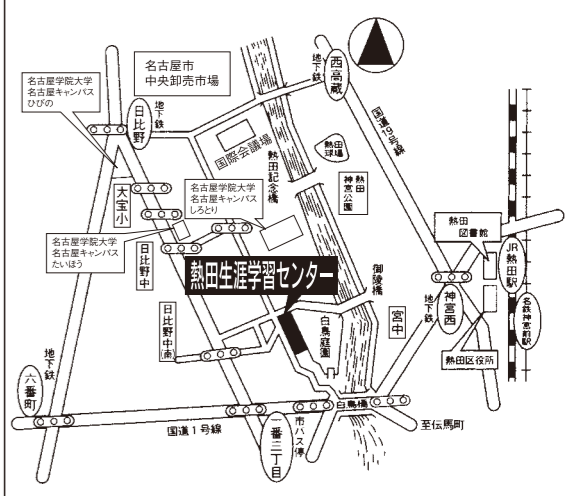 名古屋学院大学
名古屋キャンパス
ひびの
名古屋市
中央卸売市場
地下鉄
西高蔵
地下鉄
日比野
国道19号線
国際会議場
熱田記念橋
熱田
球場
熱田
神宮公園
大宝小
名古屋学院大学
名古屋キャンパス
しろとり
熱田
図書館
JR熱田駅
名古屋学院大学
名古屋キャンパス
たいほう
日比野中
熱田生涯学習センター
御陵橋
地下鉄
神宮西
名鉄神宮前駅
日比野中(南)
白鳥庭園
宮中
熱田区役所
地下鉄
六番町
白鳥橋
至伝馬町
国道1号線
市バス停
一番三丁目